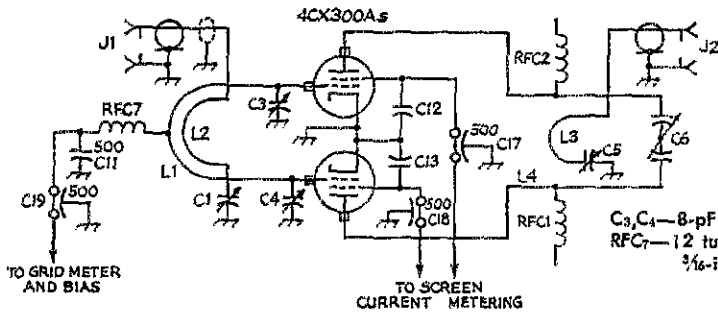 4CX300As
J1
J2
RFC2
RFC7
C3
C12
500
C17
L2
L3
C6
C5
500
C11
L1
C13
C19
500
C1
C4
500
C18
L4
RFC1
C3,C4—8-pF
RFC7—12 tu
3/16-i
TO GRID METER
AND BIAS
TO SCREEN
CURRENT METERING